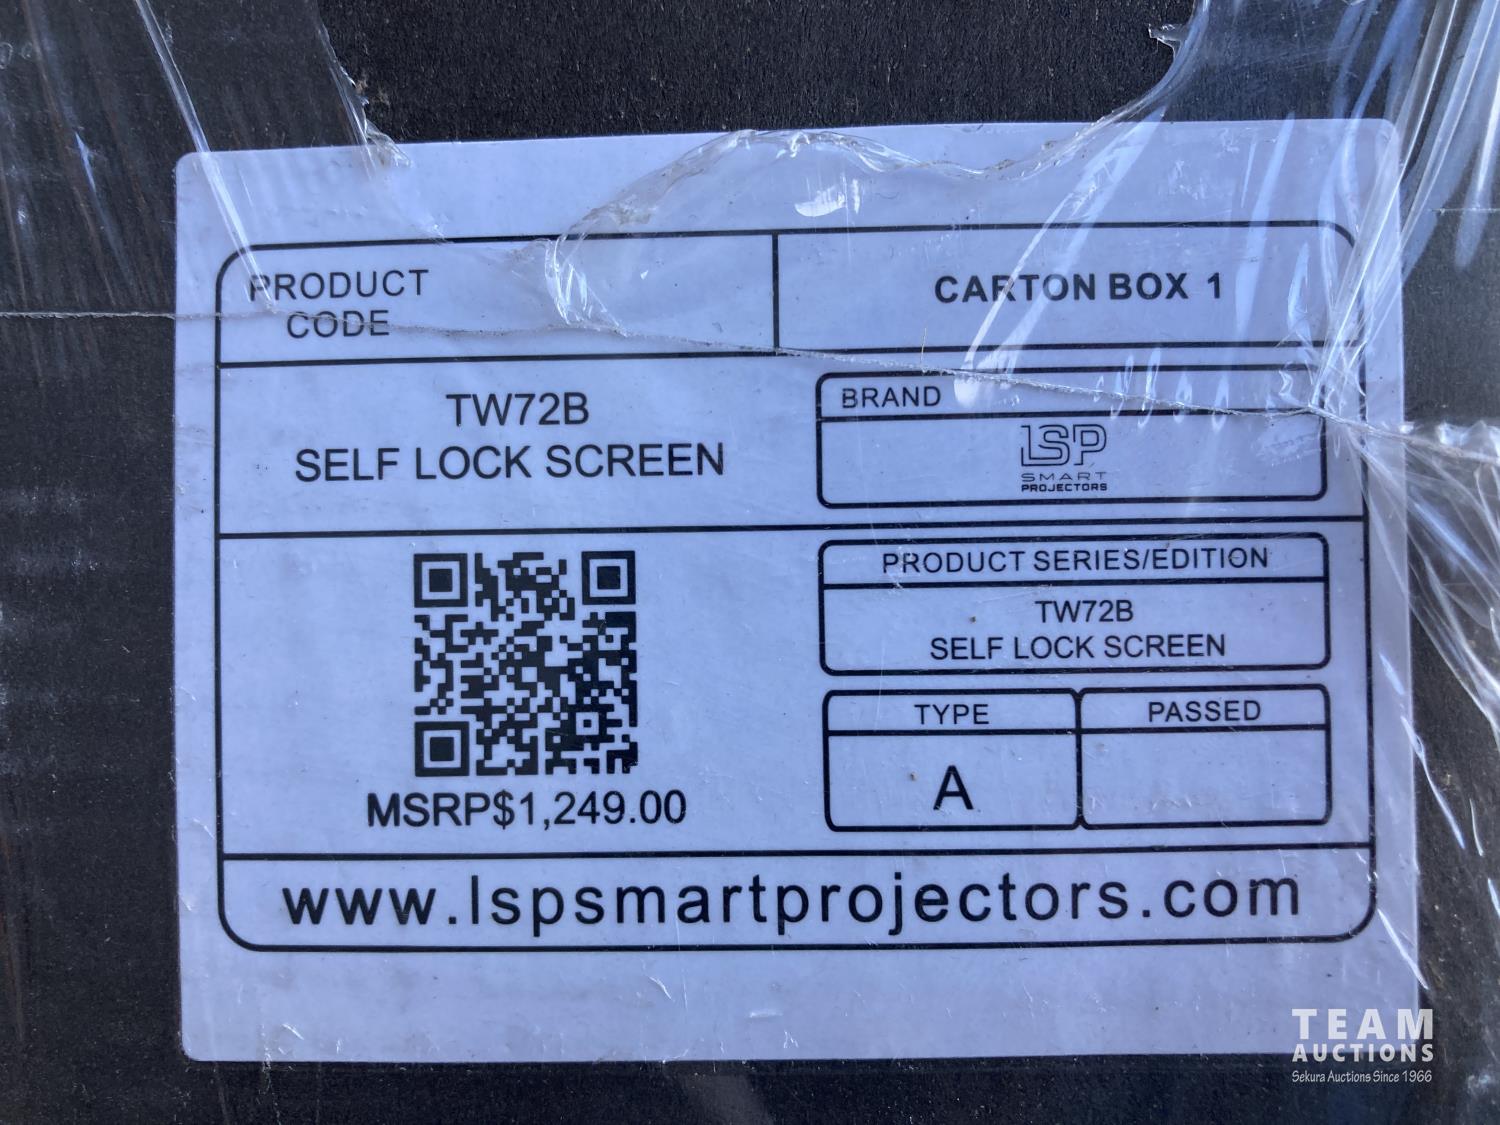 PRODUCT
CODE
CARTON BOX 1
TW72B
SELF LOCK SCREEN
BRAND
LSP
SMART
PROJECTORS
MSRP$1,249.00
PRODUCT SERIES/EDITION
TW72B
SELF LOCK SCREEN
TYPE
PASSED
A
www.lspsmartprojectors.com
TEAM
AUCTIONS
Sekura Auctions Since 1966